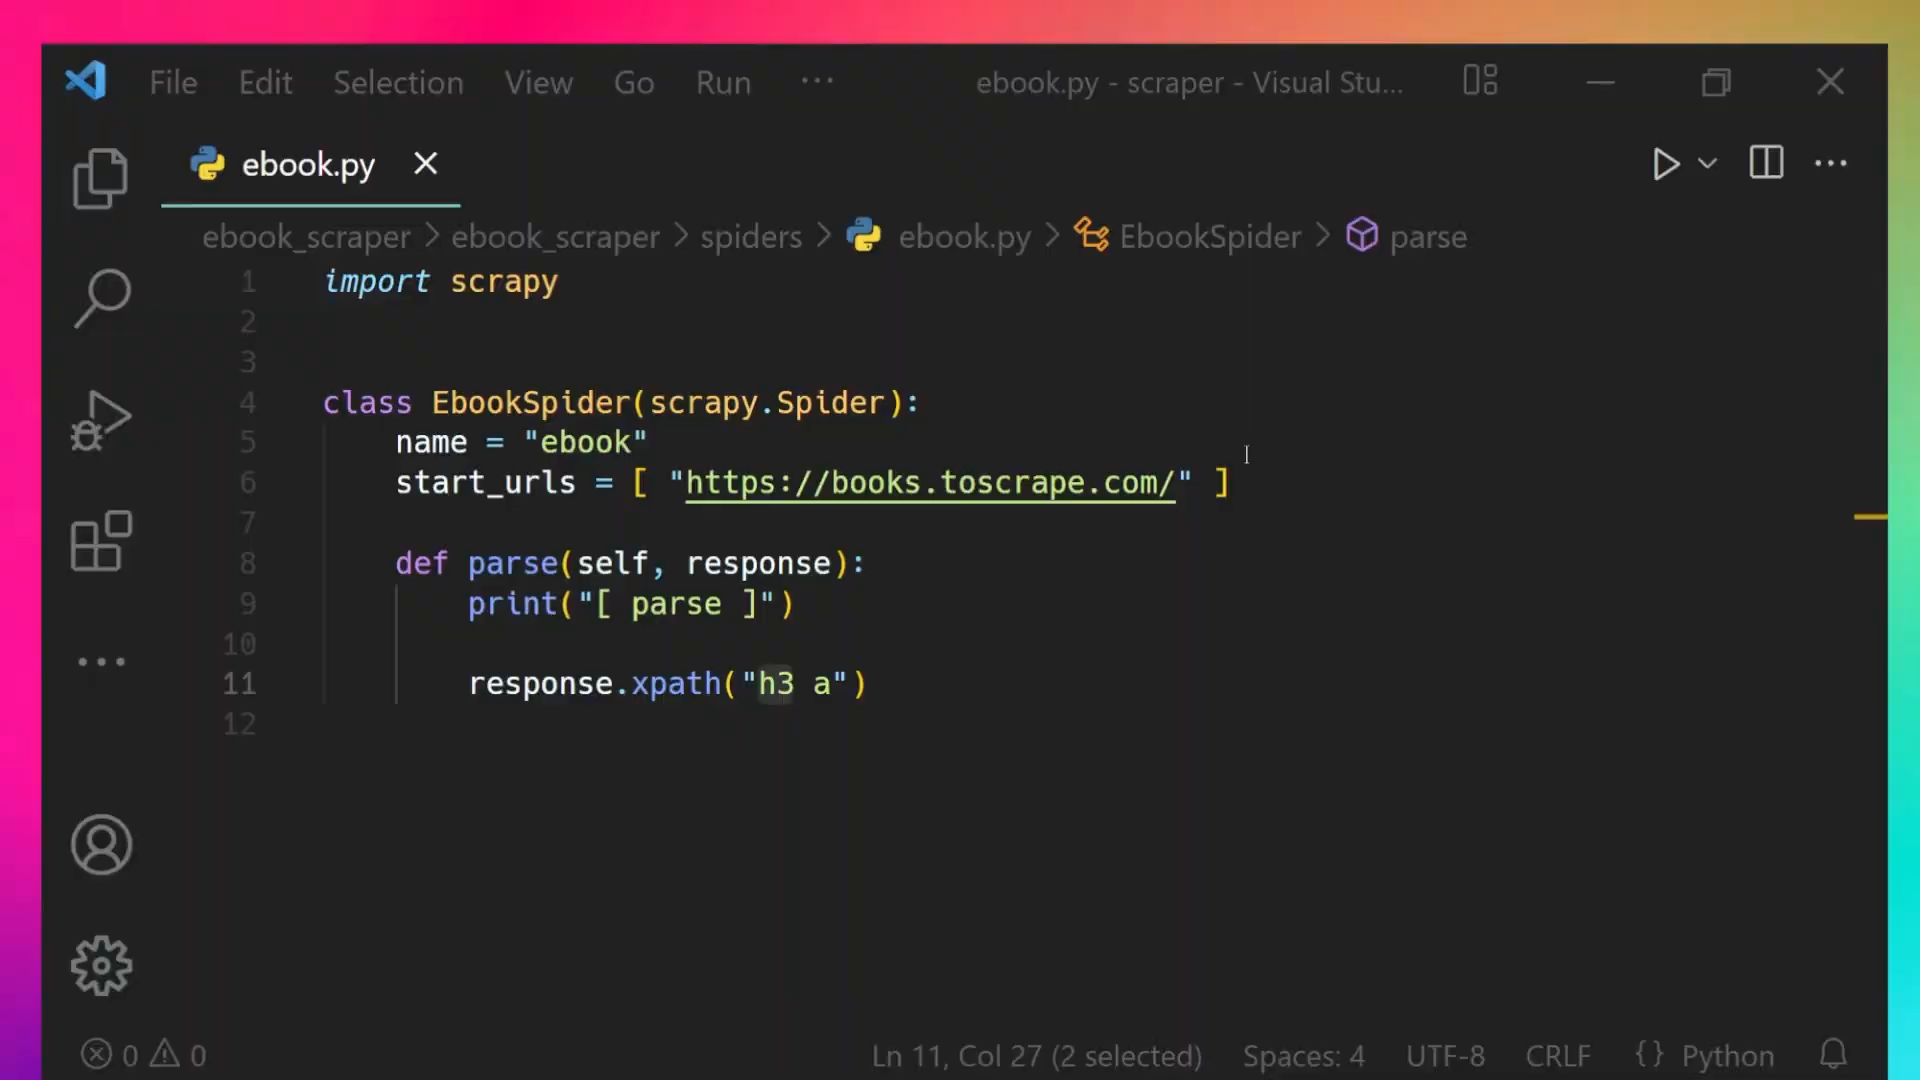 File Edit Selection View Go Run ··· ebook.py - scraper - Visual Stu...
ebook.py
ebook_scraper > ebook_scraper > spiders > ebook.py > EbookSpider > parse
1 import scrapy
2
3
4 class EbookSpider(scrapy.Spider):
5     name = "ebook"
6     start_urls = [ "https://books.toscrape.com/" ]
7
8     def parse(self, response):
9         print("[ parse ]")
10
11         response.xpath("h3 a")
12
0 0 Ln 11, Col 27 (2 selected) Spaces: 4 UTF-8 CRLF {} Python